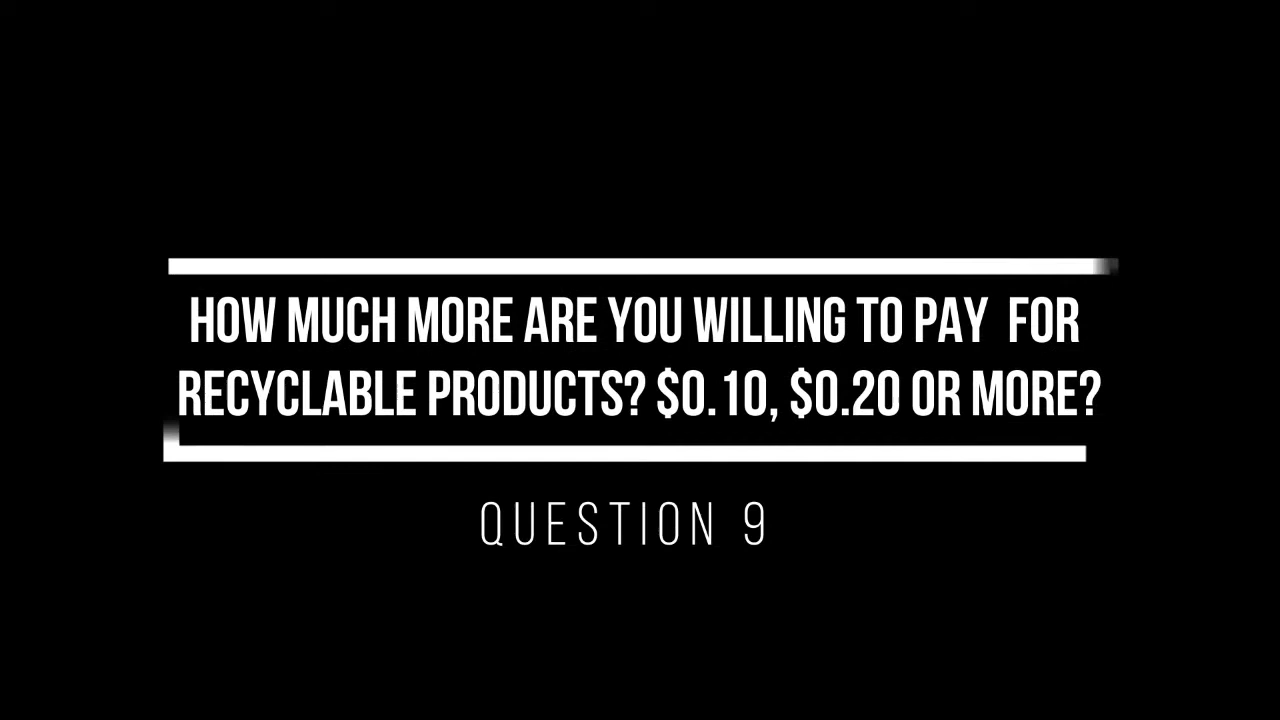 HOW MUCH MORE ARE YOU WILLING TO PAY  FOR
RECYCLABLE PRODUCTS? $0.10, $0.20 OR MORE?
QUESTION 9